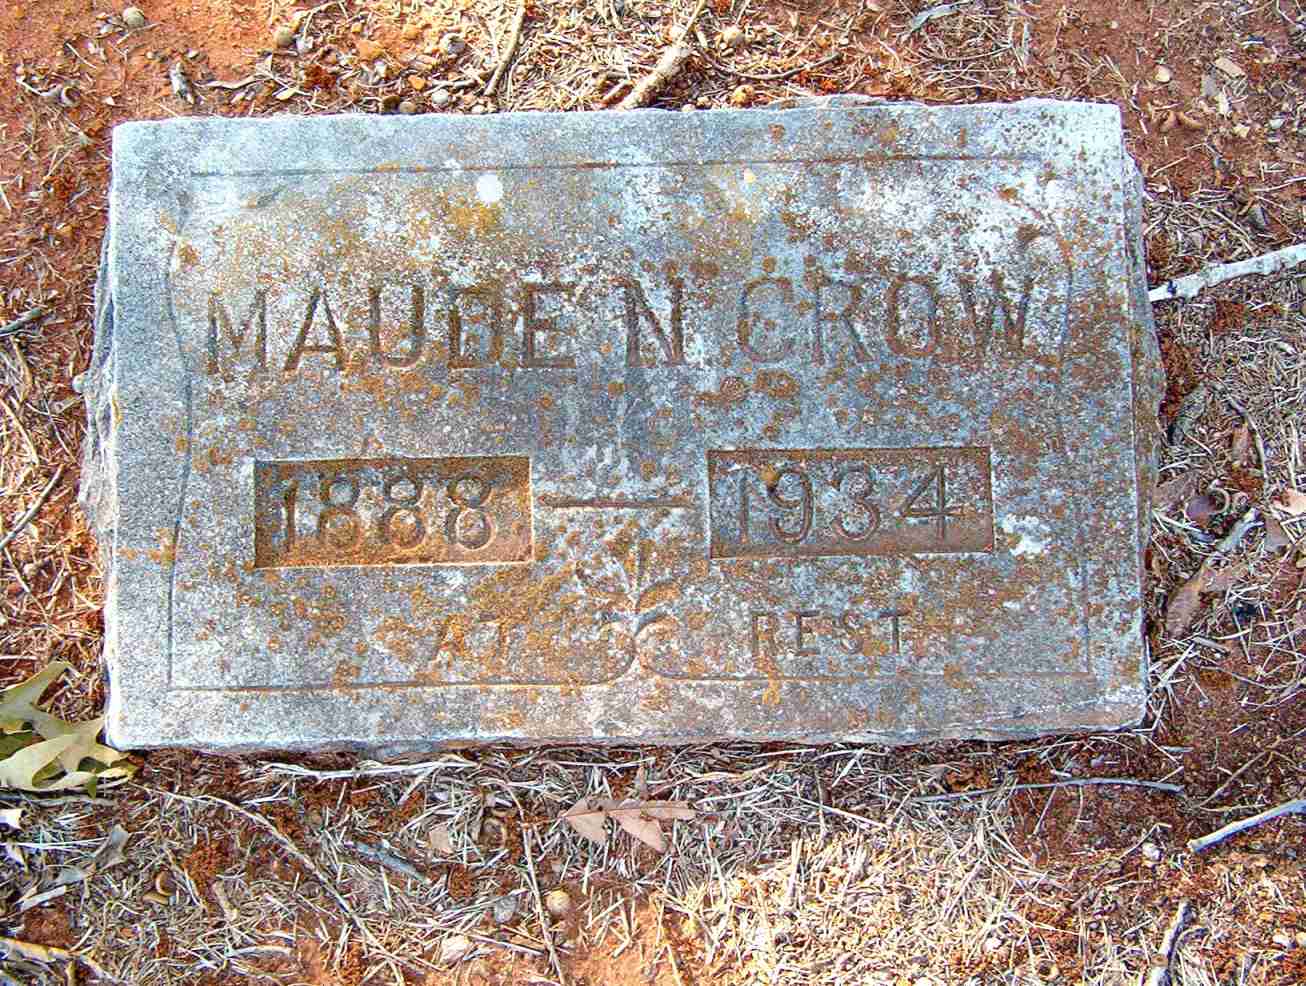 MAUDE N CROW
1888 — 1934
AT REST